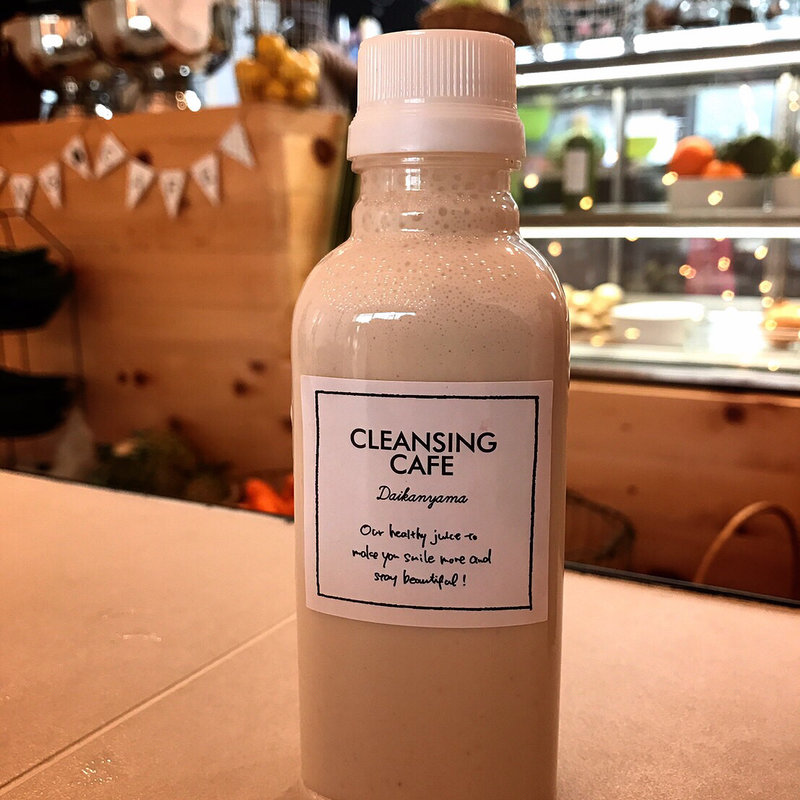 CLEANSING
CAFE
Daikanyama
Our healthy juice to
make you smile more and
stay beautiful!